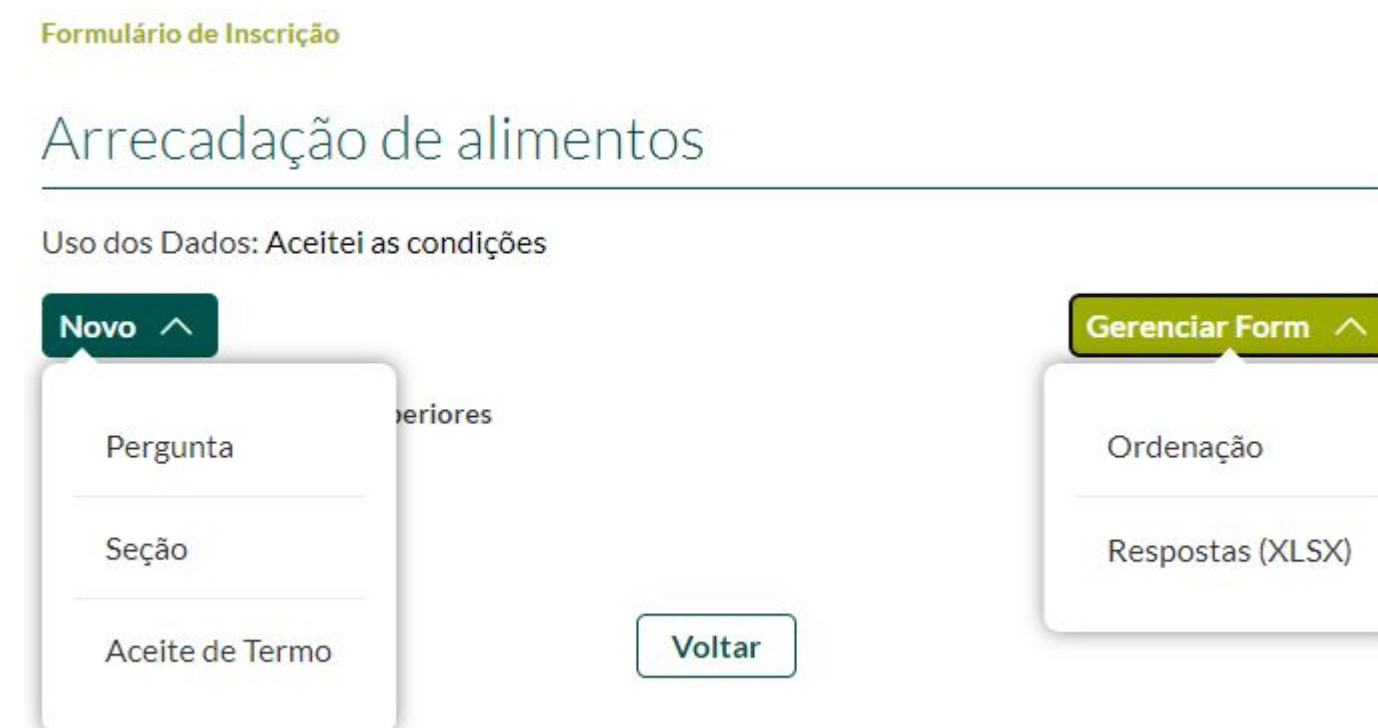 Formulário de Inscrição
Arrecadação de alimentos
Uso dos Dados: Aceitei as condições
Novo
Gerenciar Form
Pergunta
Seção
Aceite de Termo
Ordenação
Respostas (XLSX)
Voltar